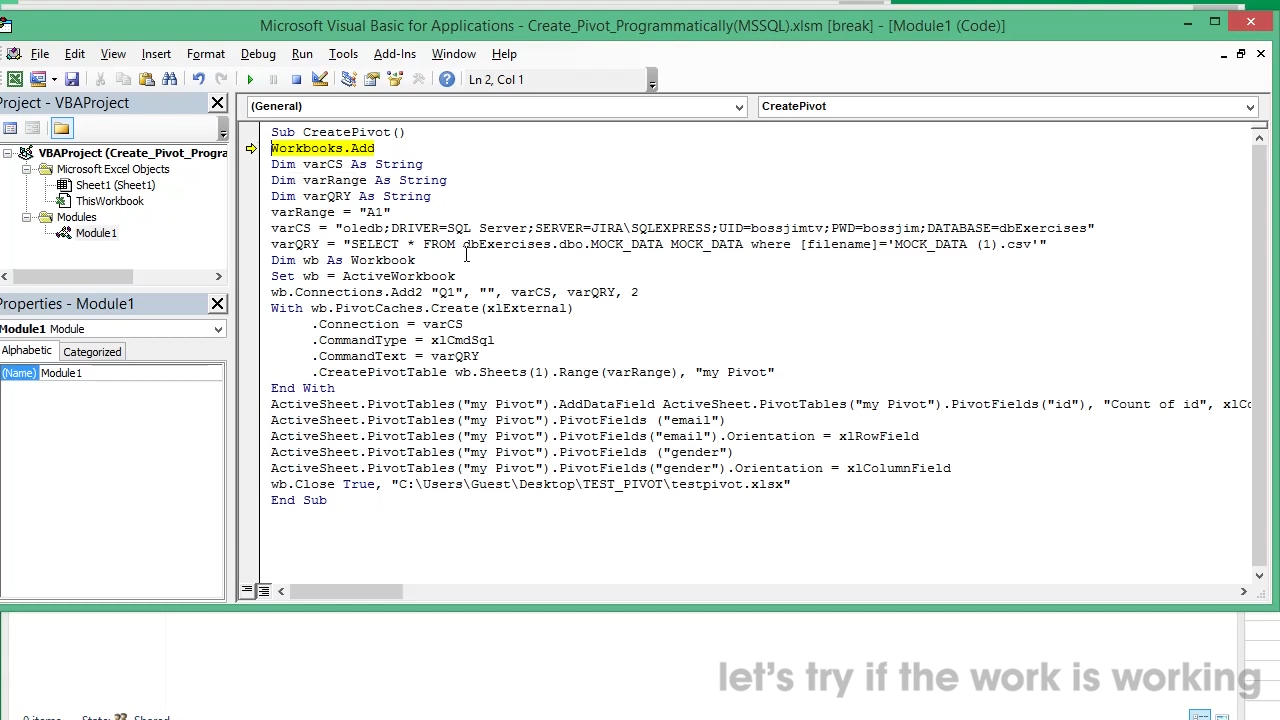 Microsoft Visual Basic for Applications - Create_Pivot_Programmatically(MSSQL).xlsm [break] - [Module1 (Code)]
File Edit View Insert Format Debug Run Tools Add-Ins Window Help
Ln 2, Col 1
Project - VBAProject
(General)
CreatePivot
VBAProject (Create_Pivot_Progra
Microsoft Excel Objects
Sheet1 (Sheet1)
ThisWorkbook
Modules
Module1
Properties - Module1
Module1 Module
Alphabetic Categorized
(Name) Module1
Sub CreatePivot()
Workbooks.Add
Dim varCS As String
Dim varRange As String
Dim varQRY As String
varRange = "A1"
varCS = "oledb;DRIVER=SQL Server;SERVER=JIRA\SQLEXPRESS;UID=bossjimtv;PWD=bossjim;DATABASE=dbExercises"
varQRY = "SELECT * FROM dbExercises.dbo.MOCK_DATA MOCK_DATA where [filename]='MOCK_DATA (1).csv'"
Dim wb As Workbook
Set wb = ActiveWorkbook
wb.Connections.Add2 "Q1", "", varCS, varQRY, 2
With wb.PivotCaches.Create(xlExternal)
.Connection = varCS
.CommandType = xlCmdSql
.CommandText = varQRY
.CreatePivotTable wb.Sheets(1).Range(varRange), "my Pivot"
End With
ActiveSheet.PivotTables("my Pivot").AddDataField ActiveSheet.PivotTables("my Pivot").PivotFields("id"), "Count of id", xlCo
ActiveSheet.PivotTables("my Pivot").PivotFields ("email")
ActiveSheet.PivotTables("my Pivot").PivotFields("email").Orientation = xlRowField
ActiveSheet.PivotTables("my Pivot").PivotFields ("gender")
ActiveSheet.PivotTables("my Pivot").PivotFields("gender").Orientation = xlColumnField
wb.Close True, "C:\Users\Guest\Desktop\TEST_PIVOT\testpivot.xlsx"
End Sub
let's try if the work is working
0 items State: Shared